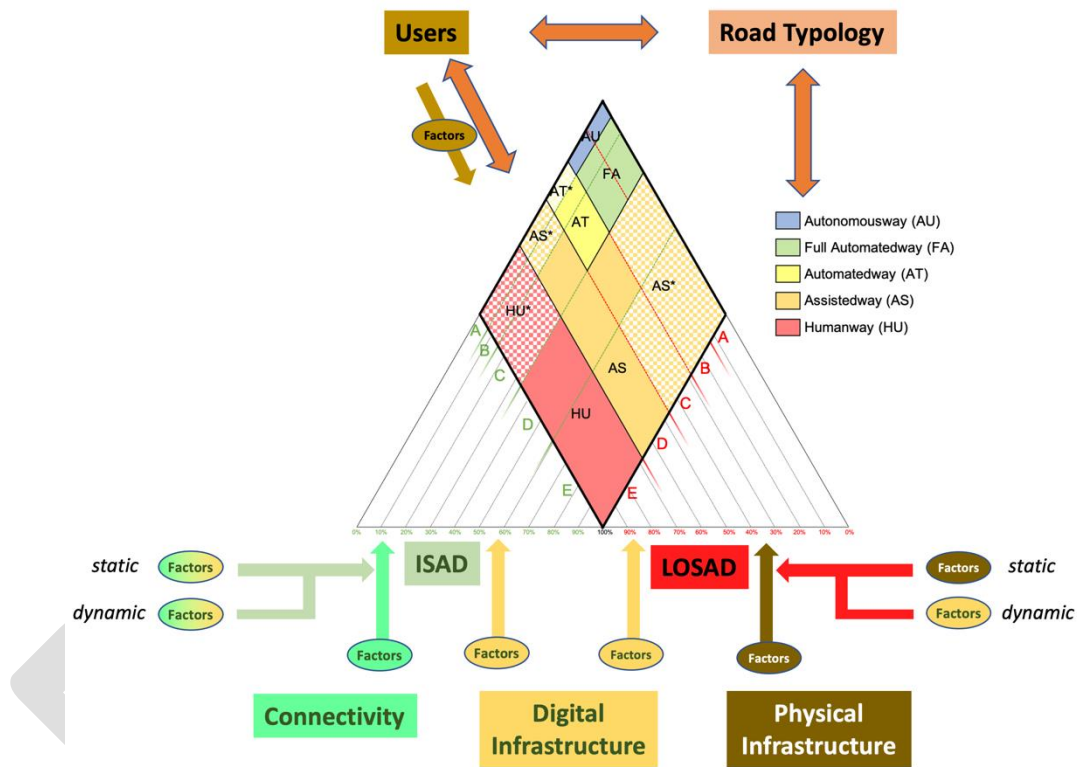 Users
Road Typology
Factors
AU
FA
AT*
AT
AS*
AS*
HU*
AS
HU
Autonomousway (AU)
Full Automatedway (FA)
Automatedway (AT)
Assistedway (AS)
Humanway (HU)
A
B
C
D
E
A
B
C
D
E
0% 10% 20% 30% 40% 50% 60% 70% 80% 90% 100% 90% 80% 70% 60% 50% 40% 30% 20% 10% 0%
static
Factors
ISAD
LOSAD
Factors
static
dynamic
Factors
Factors
dynamic
Factors
Factors
Factors
Factors
Connectivity
Digital
Infrastructure
Physical
Infrastructure